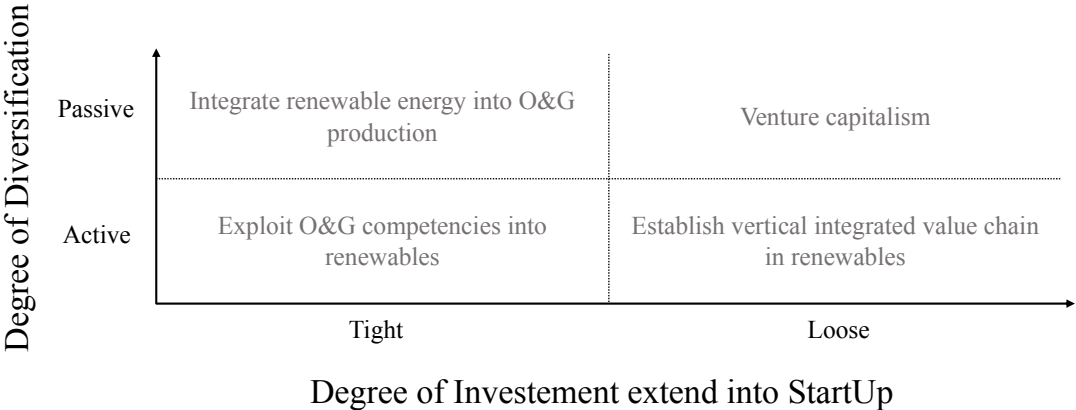 Degree of Diversification
Passive
Integrate renewable energy into O&G
production
Venture capitalism
Active
Exploit O&G competencies into
renewables
Establish vertical integrated value chain
in renewables
Tight
Loose
Degree of Investement extend into StartUp